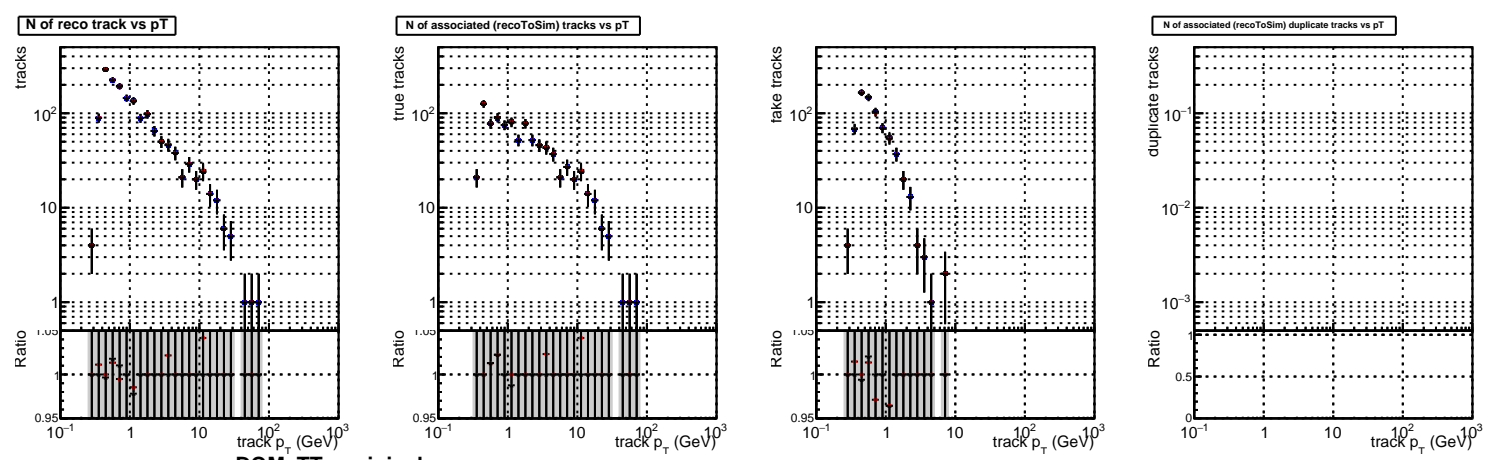 N of reco track vs pT
N of associated (recoToSim) tracks vs pT
N of associated (recoToSim) duplicate tracks vs pT
tracks
10²
10
1
Ratio
1.05
1
0.95
10⁻¹ 1 10 10² 10³
track p_T (GeV)
true tracks
10²
10
1
Ratio
1.05
1
0.95
10⁻¹ 1 10 10² 10³
track p_T (GeV)
fake tracks
10²
10
1
Ratio
1.05
1
0.95
10⁻¹ 1 10 10² 10³
track p_T (GeV)
duplicate tracks
10⁻¹
10⁻²
10⁻³
Ratio
1
0.5
0
10⁻¹ 1 10 10² 10³
track p_T (GeV)